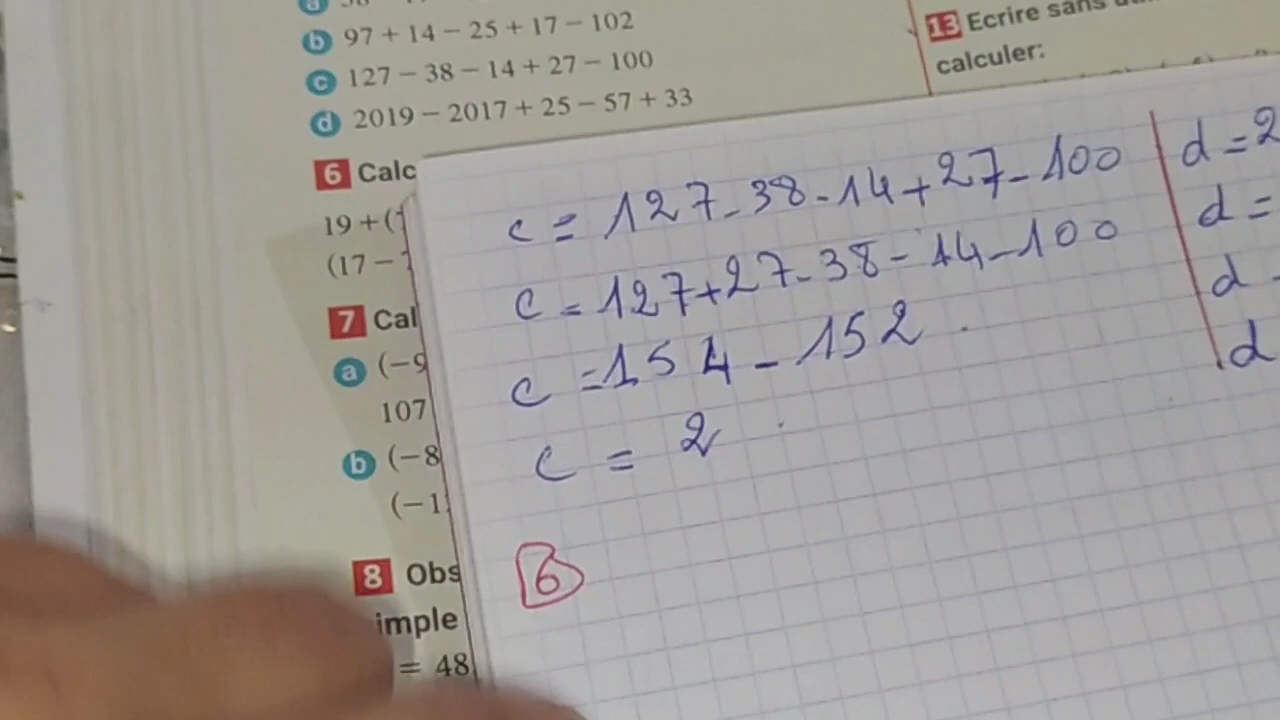 a
b 97 + 14 − 25 + 17 − 102
c 127 − 38 − 14 + 27 − 100
d 2019 − 2017 + 25 − 57 + 33
6 Calc
19 + (
(17 −
7 Cal
a (−9
107
b (−8
(−1
8 Obs
imple
= 48
13 Ecrire sans
calculer:
c = 127 - 38 - 14 + 27 - 100
c = 127 + 27 - 38 - 14 - 100
c = 154 - 152
c = 2
6
d = 2
d =
d
d